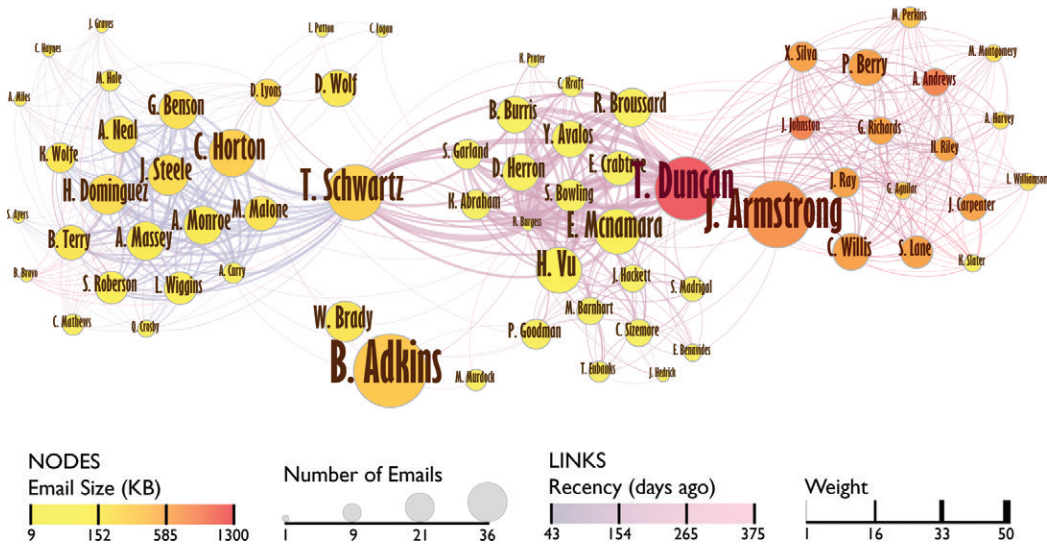 J. Graves
C. Haynes
A. Miles
M. Hale
G. Benson
A. Neal
K. Wolfe
J. Steele
C. Horton
H. Dominguez
M. Malone
A. Monroe
S. Ayers
B. Terry
A. Massey
B. Bravo
S. Roberson
L. Wiggins
A. Curry
C. Mathews
Q. Crosby
D. Lyons
I. Patton
C. Logan
D. Wolf
T. Schwartz
W. Brady
B. Adkins
M. Murdock
K. Prater
C. Kraft
B. Burris
R. Broussard
Y. Avalos
S. Garland
D. Herron
E. Crabtree
S. Bowling
K. Abraham
R. Burgess
E. Mcnamara
H. Vu
J. Hackett
S. Madrigal
M. Barnhart
P. Goodman
C. Sizemore
E. Benavides
T. Eubanks
J. Hedrick
T. Duncan
J. Armstrong
M. Perkins
X. Silva
P. Berry
M. Montgomery
A. Andrews
J. Johnston
G. Richards
A. Harvey
N. Riley
J. Ray
G. Aguilar
L. Williamson
J. Carpenter
C. Willis
S. Lane
K. Slater
NODES
Email Size (KB)
9 152 585 1300
Number of Emails
1 9 21 36
LINKS
Recency (days ago)
43 154 265 375
Weight
1 16 33 50